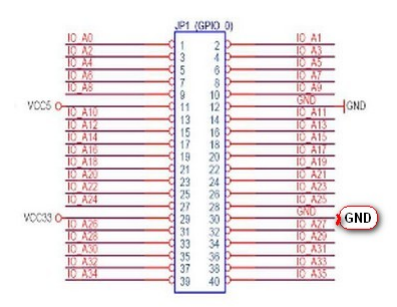 JP1 (GPIO_0)
IO_A0 1 2 IO_A1
IO_A2 3 4 IO_A3
IO_A4 5 6 IO_A5
IO_A6 7 8 IO_A7
IO_A8 9 10 IO_A9
VCC5 11 12 GND GND
IO_A10 13 14 IO_A11
IO_A12 15 16 IO_A13
IO_A14 17 18 IO_A15
IO_A16 19 20 IO_A17
IO_A18 21 22 IO_A19
IO_A20 23 24 IO_A21
IO_A22 25 26 IO_A23
IO_A24 27 28 IO_A25
VCC33 29 30 GND GND
IO_A26 31 32 IO_A27
IO_A28 33 34 IO_A29
IO_A30 35 36 IO_A31
IO_A32 37 38 IO_A33
IO_A34 39 40 IO_A35